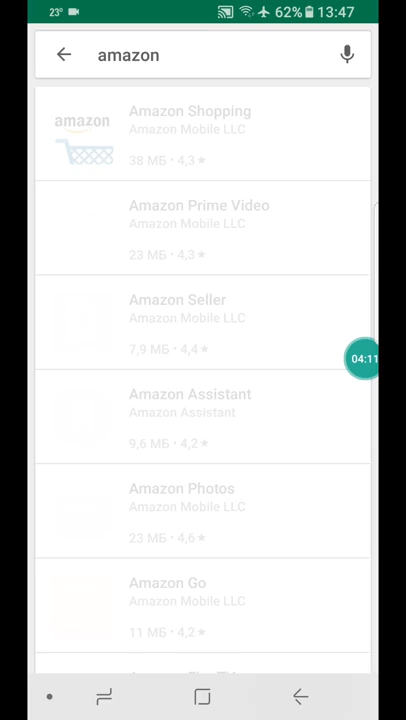 23° 62% 13:47
amazon
amazon
Amazon Shopping
Amazon Mobile LLC
38 МБ • 4,3 ★
Amazon Prime Video
Amazon Mobile LLC
23 МБ • 4,3 ★
Amazon Seller
Amazon Mobile LLC
7,9 МБ • 4,4 ★
04:11
Amazon Assistant
Amazon Assistant
9,6 МБ • 4,2 ★
Amazon Photos
Amazon Mobile LLC
23 МБ • 4,6 ★
Amazon Go
Amazon Mobile LLC
11 МБ • 4,2 ★